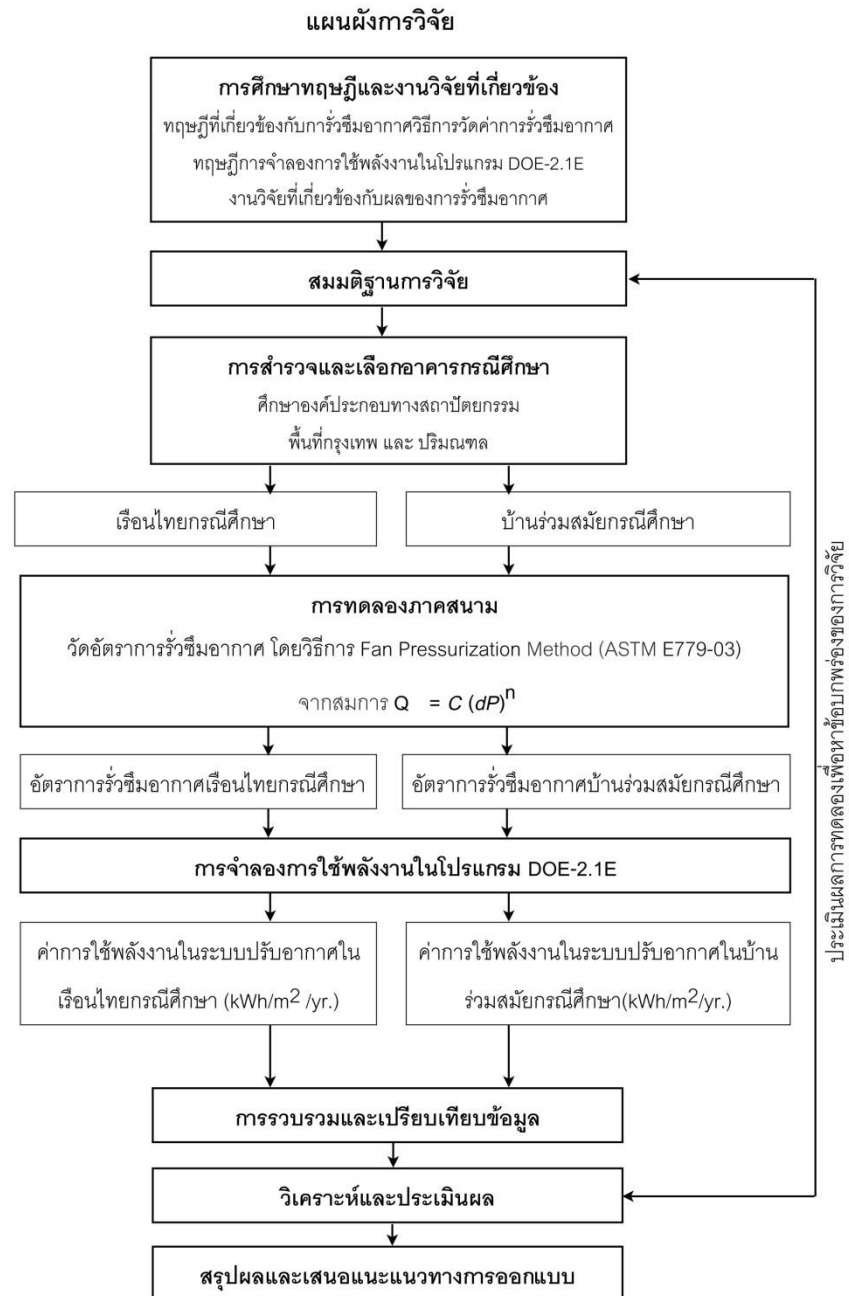 แผนผังการวิจัย
การศึกษาทฤษฎีและงานวิจัยที่เกี่ยวข้อง
ทฤษฎีที่เกี่ยวข้องกับการั่วซึมอากาศวิธีการวัดค่าการรั่วซึมอากาศ
ทฤษฎีการจำลองการใช้พลังงานในโปรแกรม DOE-2.1E
งานวิจัยที่เกี่ยวข้องกับผลของการรั่วซึมอากาศ
สมมติฐานการวิจัย
การสำรวจและเลือกอาคารกรณีศึกษา
ศึกษาองค์ประกอบทางสถาปัตยกรรม
พื้นที่กรุงเทพ และ ปริมณฑล
เรือนไทยกรณีศึกษา
บ้านร่วมสมัยกรณีศึกษา
การทดลองภาคสนาม
วัดอัตราการรั่วซึมอากาศ โดยวิธีการ Fan Pressurization Method (ASTM E779-03)
จากสมการ Q = C (dP)ⁿ
อัตราการรั่วซึมอากาศเรือนไทยกรณีศึกษา
อัตราการรั่วซึมอากาศบ้านร่วมสมัยกรณีศึกษา
การจำลองการใช้พลังงานในโปรแกรม DOE-2.1E
ค่าการใช้พลังงานในระบบปรับอากาศใน
เรือนไทยกรณีศึกษา (kWh/m² /yr.)
ค่าการใช้พลังงานในระบบปรับอากาศในบ้าน
ร่วมสมัยกรณีศึกษา(kWh/m²/yr.)
การรวบรวมและเปรียบเทียบข้อมูล
วิเคราะห์และประเมินผล
สรุปผลและเสนอแนะแนวทางการออกแบบ
ประเมินผลการทดลองเพื่อหาข้อบกพร่องของการวิจัย